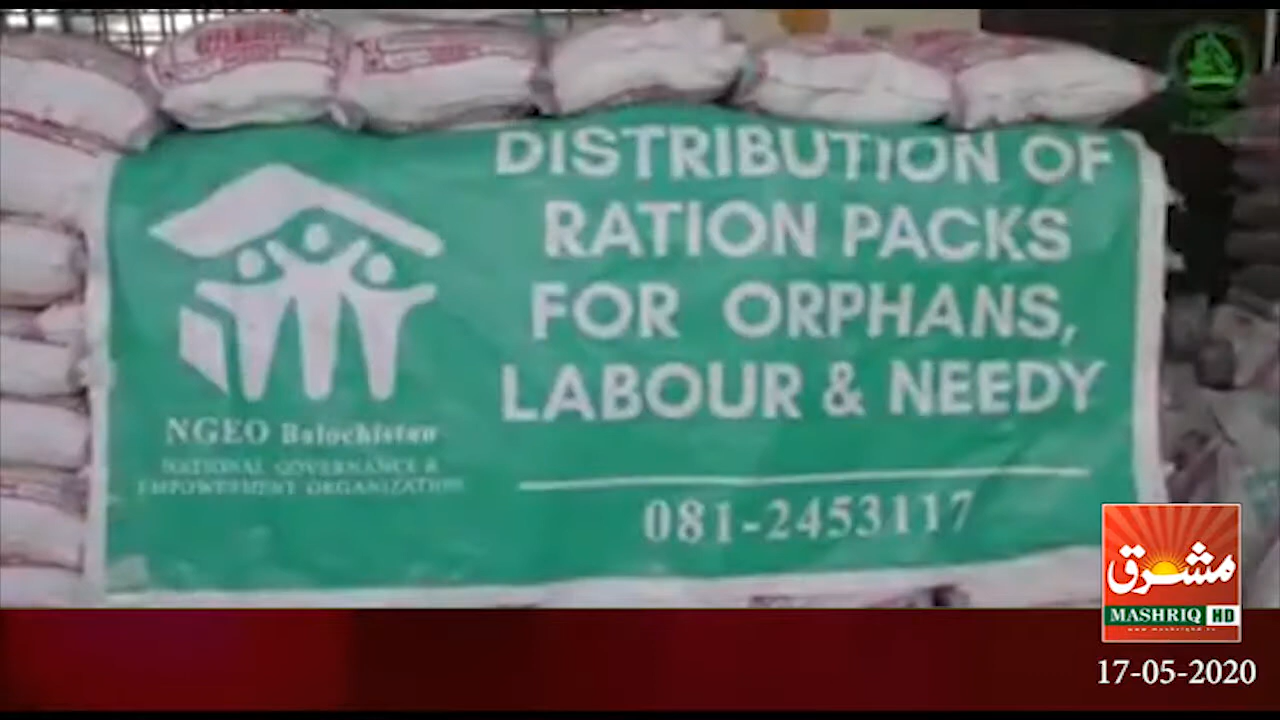 DISTRIBUTION OF
RATION PACKS
FOR ORPHANS,
LABOUR & NEEDY
NGEO Balochistan
NATIONAL GOVERNANCE &
EMPOWERMENT ORGANIZATION
081-2453117
مشرق
MASHRIQ HD
17-05-2020